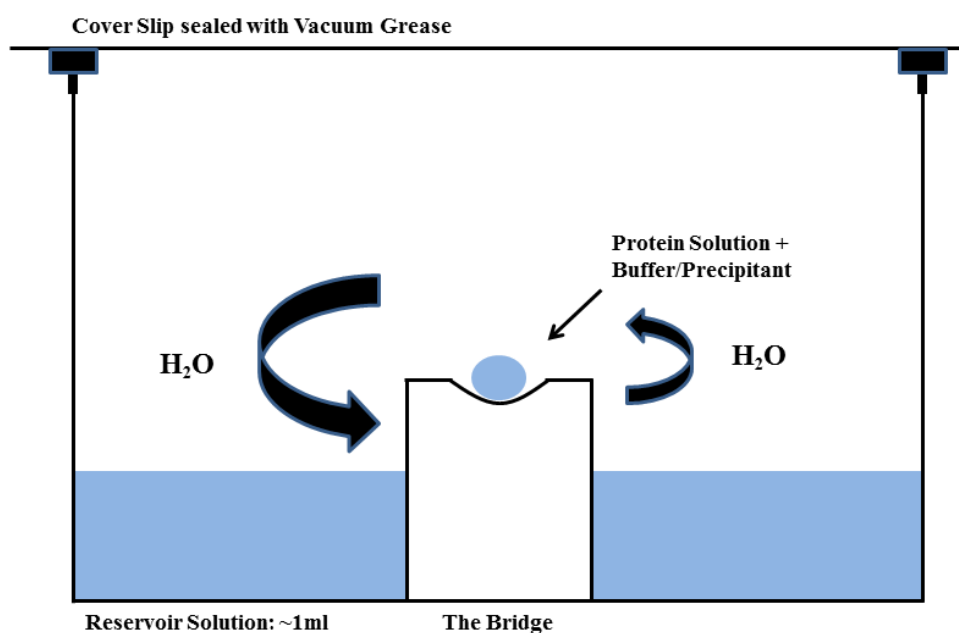 Cover Slip sealed with Vacuum Grease
Protein Solution +
Buffer/Precipitant
H₂O
H₂O
Reservoir Solution: ~1ml
The Bridge